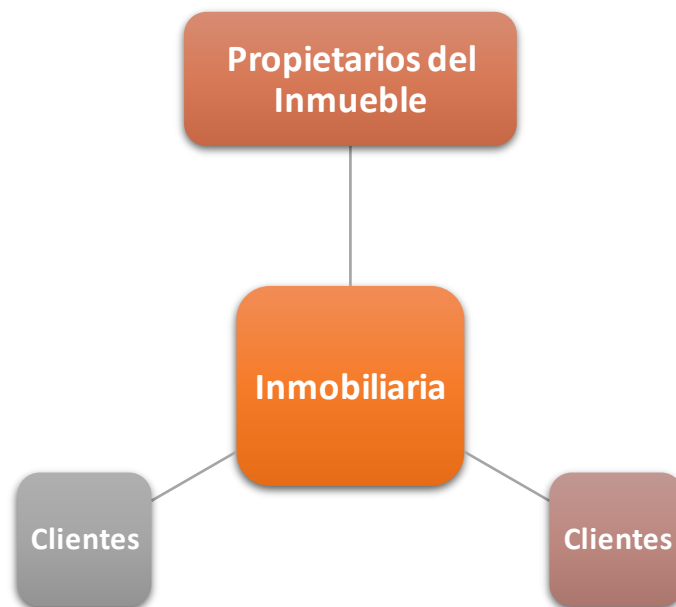 Propietarios del
Inmueble
Inmobiliaria
Clientes
Clientes